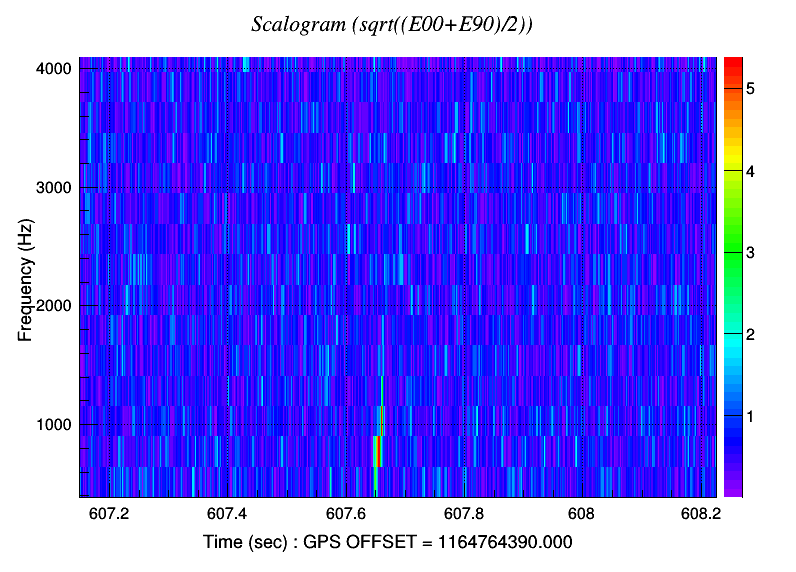 Scalogram (sqrt((E00+E90)/2))
4000
3000
2000
1000
Frequency (Hz)
5
4
3
2
1
607.2 607.4 607.6 607.8 608 608.2
Time (sec) : GPS OFFSET = 1164764390.000